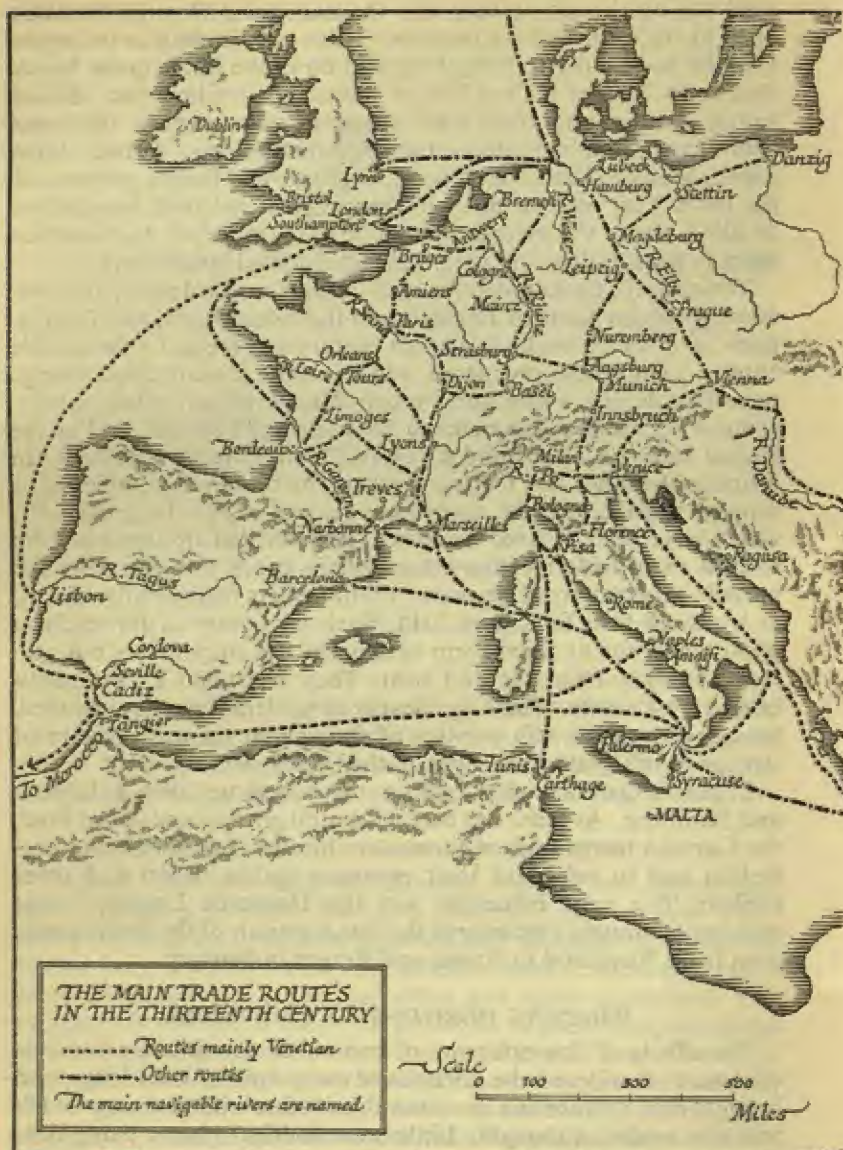 Dublin
Lynn
Bristol
London
Southampton
Lübeck
Hamburg
Danzig
Stettin
Bremen
R. Weser
Antwerp
Bruges
Magdeburg
Cologne
Leipzig
R. Elbe
Amiens
Mainz
R. Rhine
Prague
R. Seine
Paris
Nuremberg
Orleans
Strasburg
R. Loire
Tours
Dijon
Basel
Augsburg
Munich
Vienna
Limoges
Innsbruch
Bordeaux
Lyons
Milan
Venice
R. Danube
R. Garonne
R. Po
Treves
Bologna
Narbonne
Marseilles
Florence
Pisa
Ragusa
R. Tagus
Barcelona
Lisbon
Rome
Cordova
Naples
Amalfi
Seville
Cadiz
Tangier
Palermo
To Morocco
Tunis
Carthage
Syracuse
MALTA
THE MAIN TRADE ROUTES
IN THE THIRTEENTH CENTURY
Routes mainly Venetian
Other routes
The main navigable rivers are named
Scale
0 100 300 500
Miles